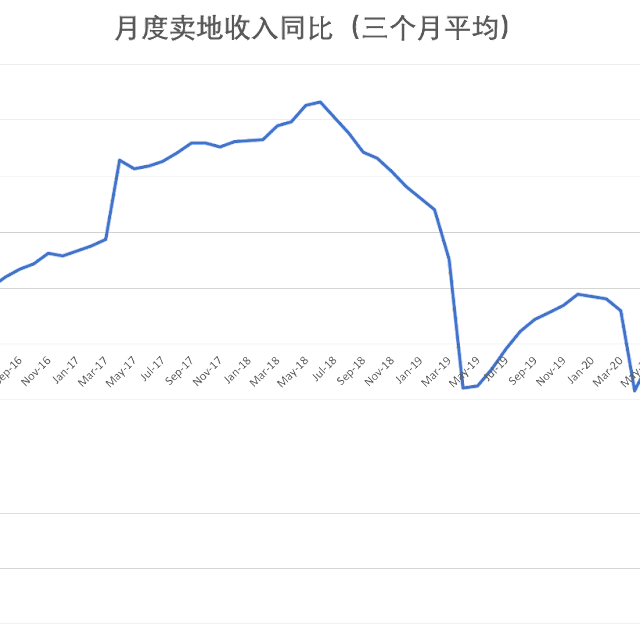 月度卖地收入同比（三个月平均）
Nov-16
Jan-17
Mar-17
May-17
Jul-17
Sep-17
Nov-17
Jan-18
Mar-18
May-18
Jul-18
Sep-18
Nov-18
Jan-19
Mar-19
May-19
Jul-19
Sep-19
Nov-19
Jan-20
Mar-20